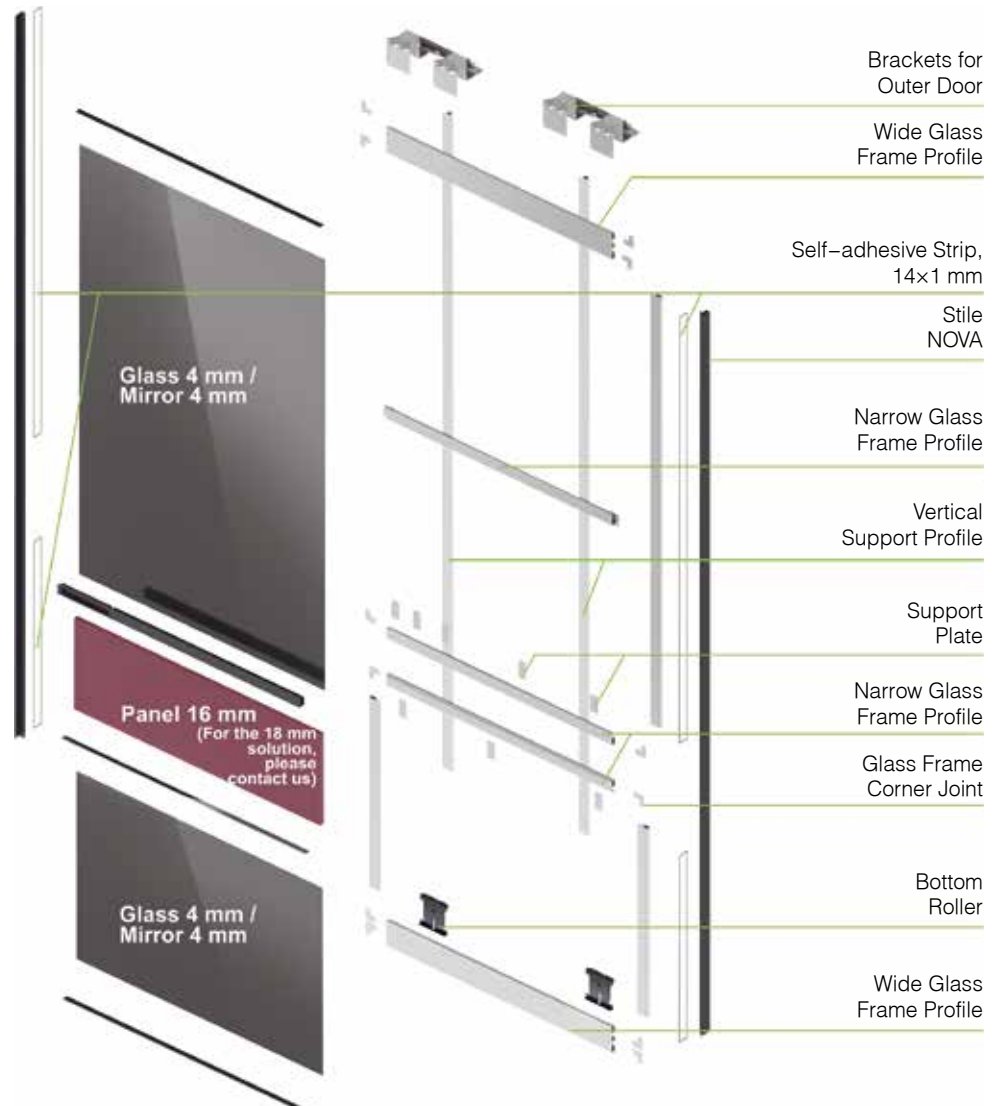 Brackets for
Outer Door
Wide Glass
Frame Profile
Self-adhesive Strip,
14×1 mm
Stile
NOVA
Glass 4 mm /
Mirror 4 mm
Narrow Glass
Frame Profile
Vertical
Support Profile
Support
Plate
Panel 16 mm
(For the 18 mm
solution,
please
contact us)
Narrow Glass
Frame Profile
Glass Frame
Corner Joint
Glass 4 mm /
Mirror 4 mm
Bottom
Roller
Wide Glass
Frame Profile